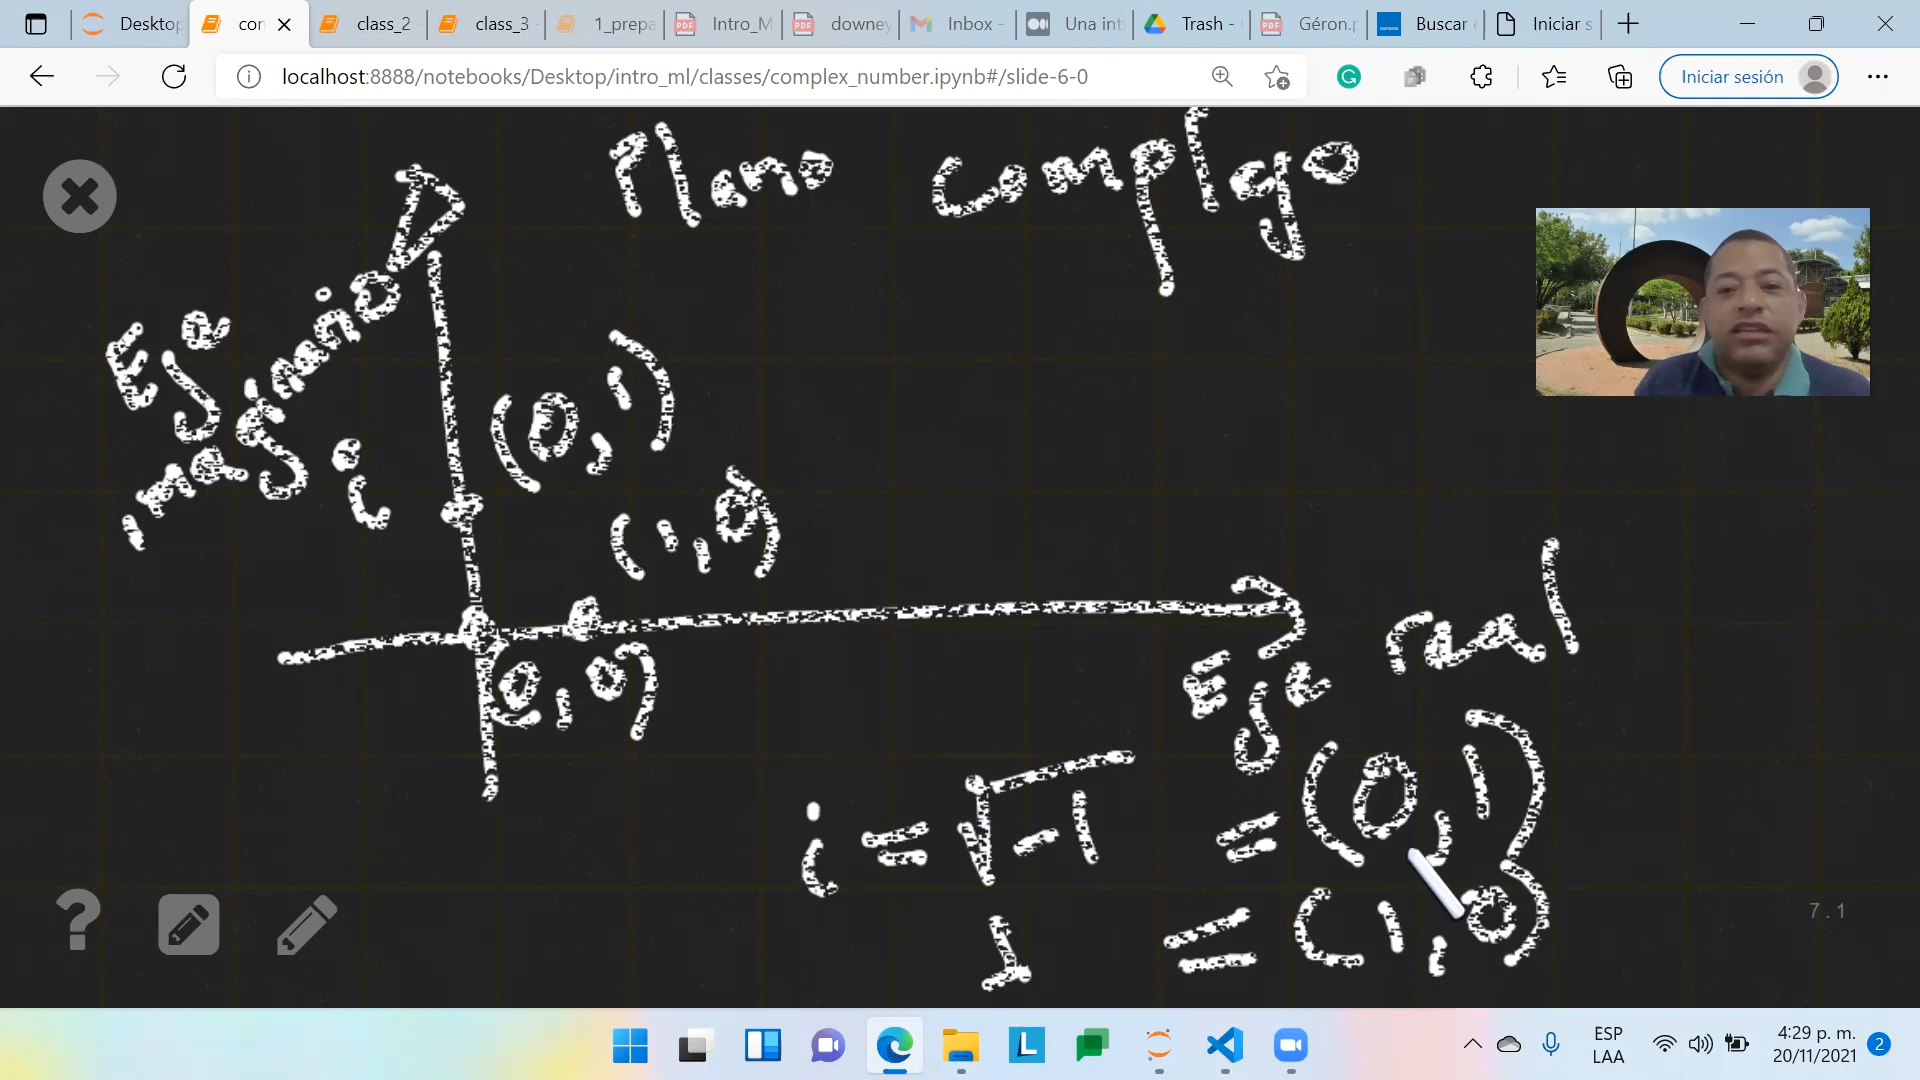 Desktop
con
class_2
class_3
1_prepa
Intro_M
downey
Inbox -
Una int
Trash -
Géron.p
Buscar
Iniciar s
localhost:8888/notebooks/Desktop/intro_ml/classes/complex_number.ipynb#/slide-6-0
Iniciar sesión
Plano complejo
Eje
imaginario
i
(0,1)
(1,0)
(0,0)
Eje real
i = √-1 = (0,1)
1 = (1,0)
?
7.1
L
ESP
LAA
4:29 p. m.
20/11/2021
2